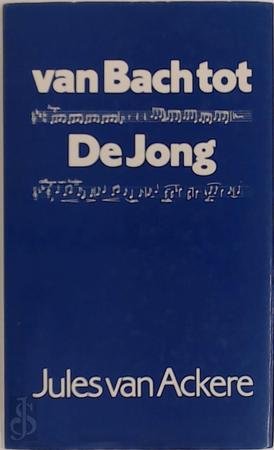 van Bach tot
De Jong
Jules van Ackere